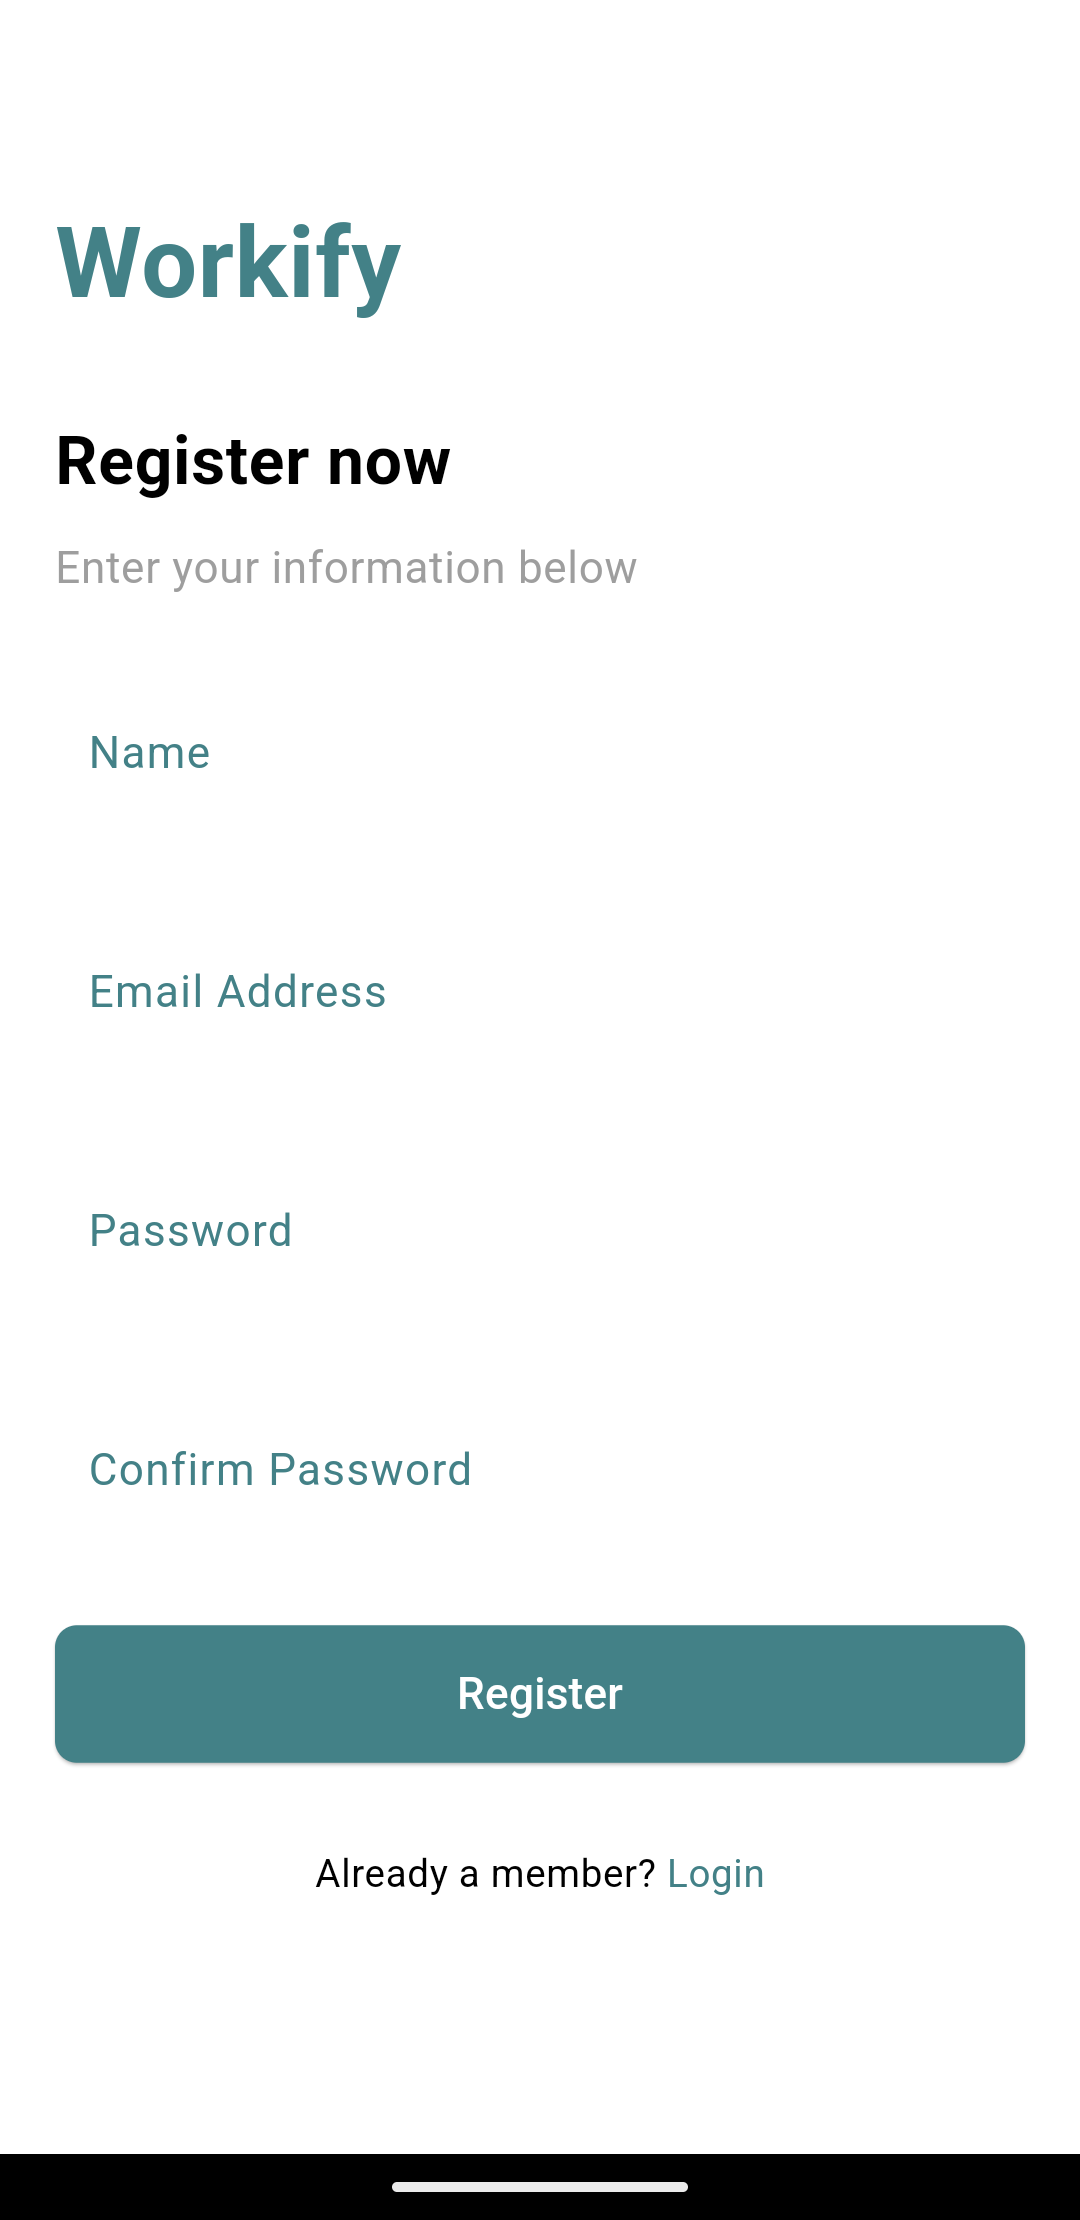 Workify
Register now
Enter your information below
Name
Email Address
Password
Confirm Password
Register
Already a member? Login